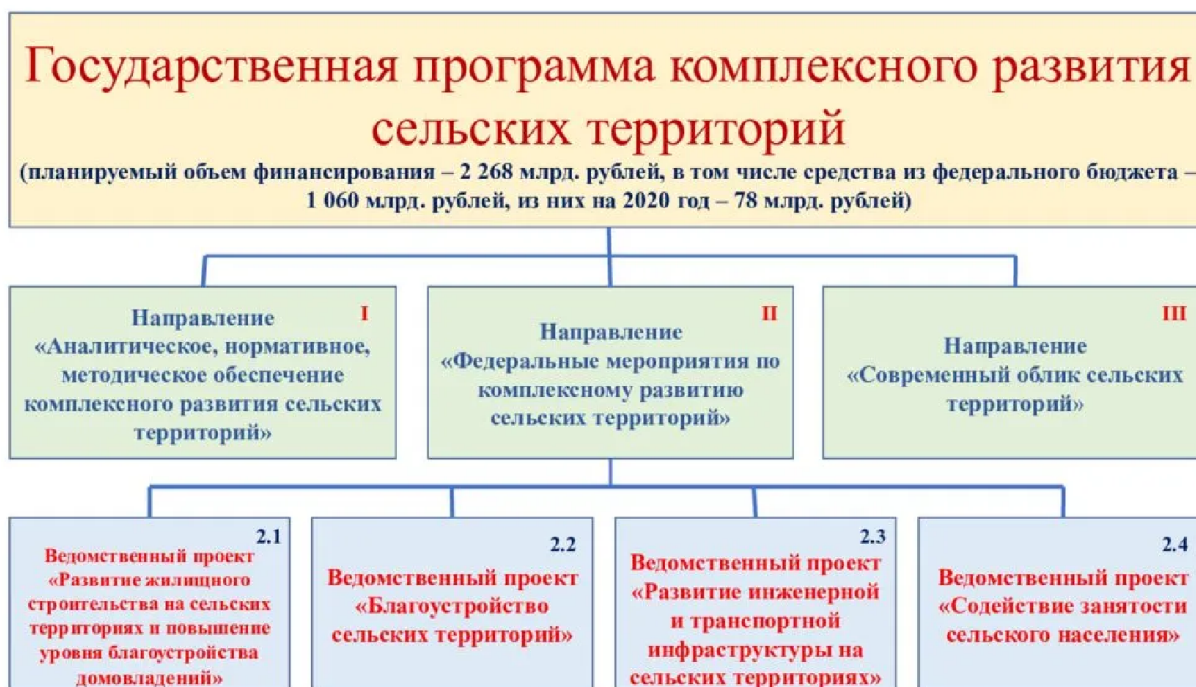 Государственная программа комплексного развития
сельских территорий
(планируемый объем финансирования – 2 268 млрд. рублей, в том числе средства из федерального бюджета –
1 060 млрд. рублей, из них на 2020 год – 78 млрд. рублей)
I
Направление
«Аналитическое, нормативное,
методическое обеспечение
комплексного развития сельских
территорий»
II
Направление
«Федеральные мероприятия по
комплексному развитию
сельских территорий»
III
Направление
«Современный облик сельских
территорий»
2.1
Ведомственный проект
«Развитие жилищного
строительства на сельских
территориях и повышение
уровня благоустройства
домовладений»
2.2
Ведомственный проект
«Благоустройство
сельских территорий»
2.3
Ведомственный проект
«Развитие инженерной
и транспортной
инфраструктуры на
сельских территориях»
2.4
Ведомственный проект
«Содействие занятости
сельского населения»